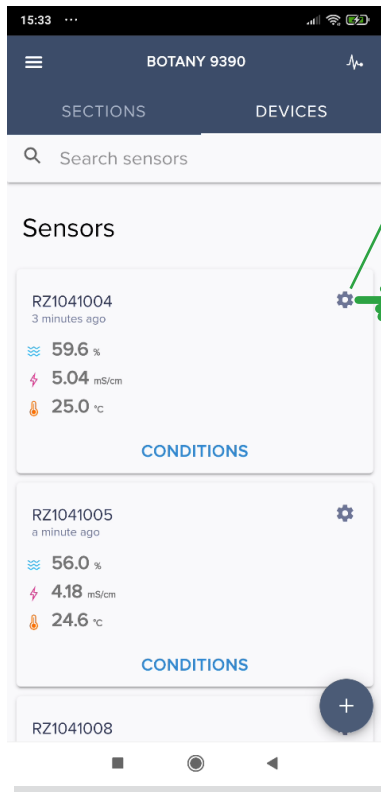 15:33 ...
BOTANY 9390
SECTIONS DEVICES
Search sensors
Sensors
RZ1041004
3 minutes ago
59.6 %
5.04 mS/cm
25.0 °C
CONDITIONS
RZ1041005
a minute ago
56.0 %
4.18 mS/cm
24.6 °C
CONDITIONS
+
RZ1041008